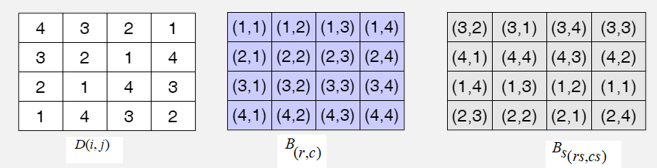 4 3 2 1 (1,1) (1,2) (1,3) (1,4) (3,2) (3,1) (3,4) (3,3)
3 2 1 4 (2,1) (2,2) (2,3) (2,4) (4,1) (4,4) (4,3) (4,2)
2 1 4 3 (3,1) (3,2) (3,3) (3,4) (1,4) (1,3) (1,2) (1,1)
1 4 3 2 (4,1) (4,2) (4,3) (4,4) (2,3) (2,2) (2,1) (2,4)
D(i, j) B(r,c) Bs(rs,cs)